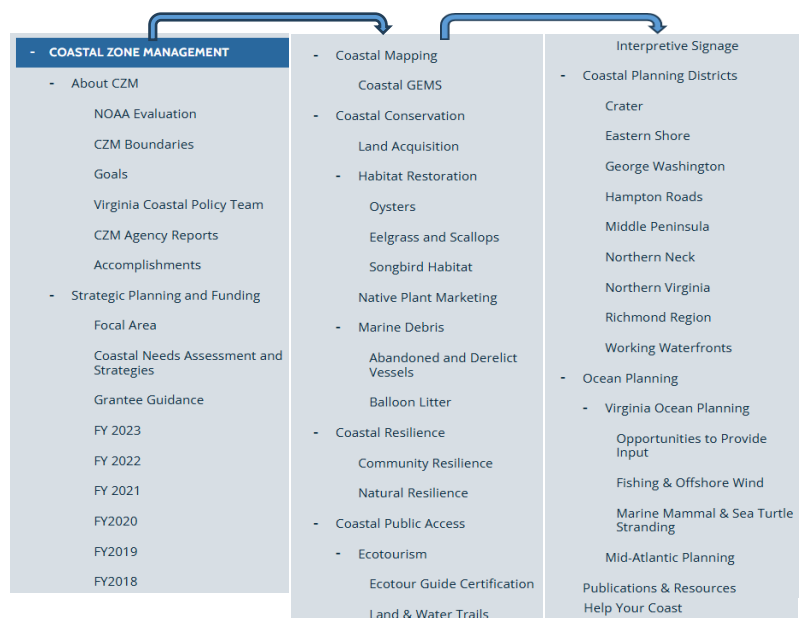 - COASTAL ZONE MANAGEMENT
- About CZM
NOAA Evaluation
CZM Boundaries
Goals
Virginia Coastal Policy Team
CZM Agency Reports
Accomplishments
- Strategic Planning and Funding
Focal Area
Coastal Needs Assessment and
Strategies
Grantee Guidance
FY 2023
FY 2022
FY 2021
FY2020
FY2019
FY2018
- Coastal Mapping
Coastal GEMS
- Coastal Conservation
Land Acquisition
- Habitat Restoration
Oysters
Eelgrass and Scallops
Songbird Habitat
Native Plant Marketing
- Marine Debris
Abandoned and Derelict
Vessels
Balloon Litter
- Coastal Resilience
Community Resilience
Natural Resilience
- Coastal Public Access
- Ecotourism
Ecotour Guide Certification
Land & Water Trails
Interpretive Signage
- Coastal Planning Districts
Crater
Eastern Shore
George Washington
Hampton Roads
Middle Peninsula
Northern Neck
Northern Virginia
Richmond Region
Working Waterfronts
- Ocean Planning
- Virginia Ocean Planning
Opportunities to Provide
Input
Fishing & Offshore Wind
Marine Mammal & Sea Turtle
Stranding
Mid-Atlantic Planning
Publications & Resources
Help Your Coast